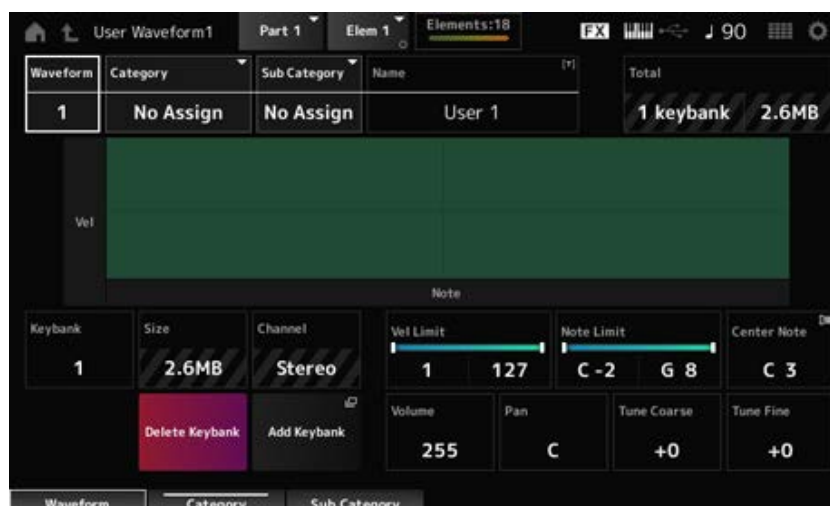 User Waveform1 Part 1 Elem 1 Elements:18 FX ♩ 90
Waveform Category Sub Category Name [T] Total
1 No Assign No Assign User 1 1 keybank 2.6MB
Vel
Note
Keybank Size Channel Vel Limit Note Limit Center Note
1 2.6MB Stereo 1 127 C -2 G 8 C 3
Delete Keybank Add Keybank Volume Pan Tune Coarse Tune Fine
255 C +0 +0
Waveform Category Sub Category